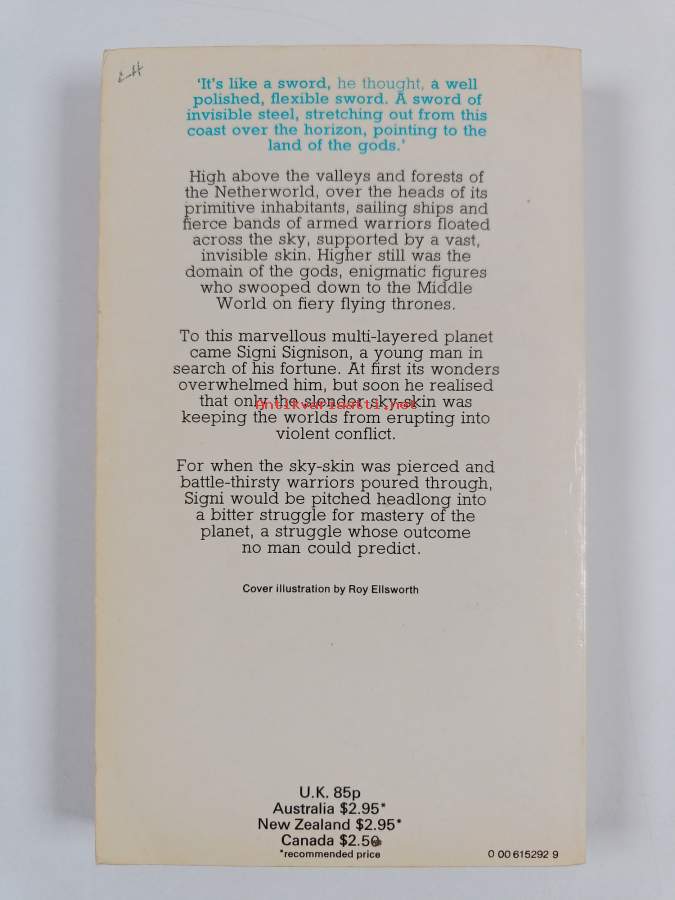 ‘It’s like a sword, he thought, a well
polished, flexible sword. A sword of
invisible steel, stretching out from this
coast over the horizon, pointing to the
land of the gods.’
High above the valleys and forests of
the Netherworld, over the heads of its
primitive inhabitants, sailing ships and
fierce bands of armed warriors floated
across the sky, supported by a vast,
invisible skin. Higher still was the
domain of the gods, enigmatic figures
who swooped down to the Middle
World on fiery flying thrones.
To this marvellous multi-layered planet
came Signi Signison, a young man in
search of his fortune. At first its wonders
overwhelmed him, but soon he realised
that only the slender sky-skin was
Antikvariaatti.net
keeping the worlds from erupting into
violent conflict.
For when the sky-skin was pierced and
battle-thirsty warriors poured through,
Signi would be pitched headlong into
a bitter struggle for mastery of the
planet, a struggle whose outcome
no man could predict.
Cover illustration by Roy Ellsworth
U.K. 85p
Australia $2.95*
New Zealand $2.95*
Canada $2.50
*recommended price
0 00 615292 9